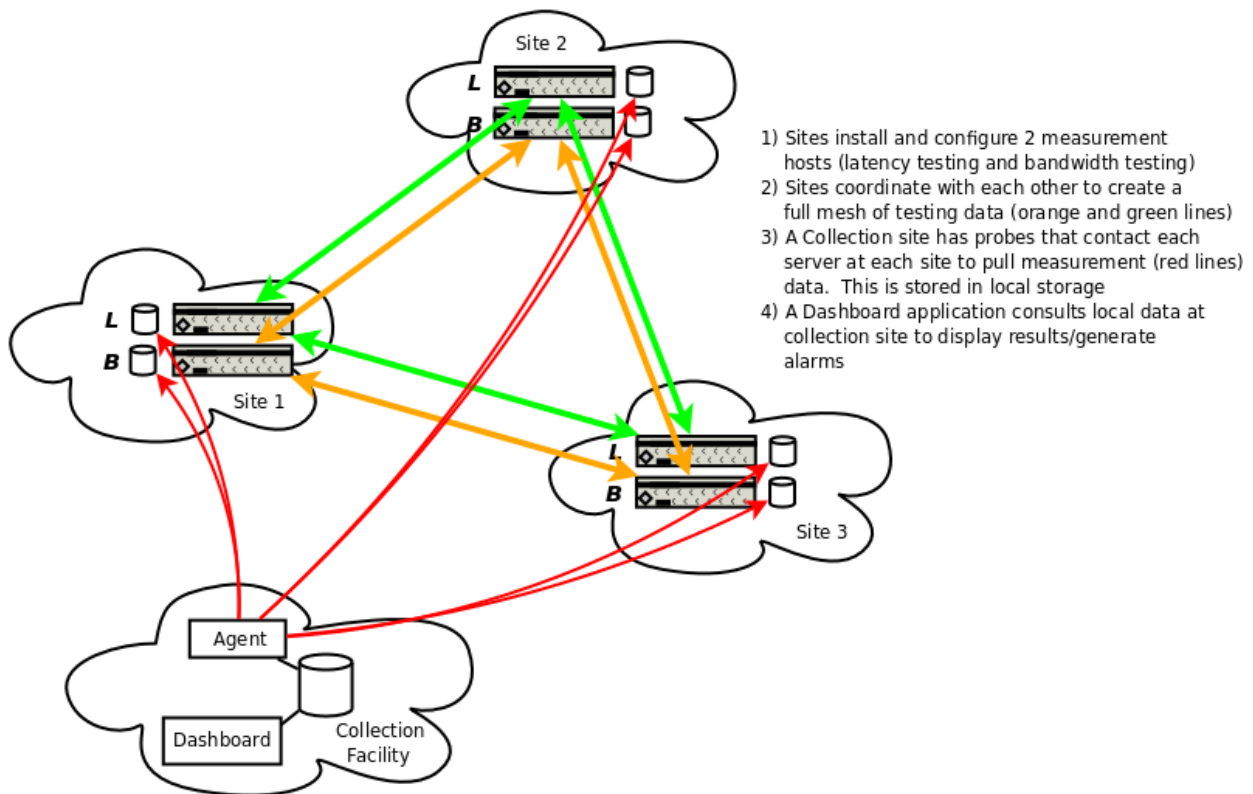 Site 2
L
B
1) Sites install and configure 2 measurement
hosts (latency testing and bandwidth testing)
2) Sites coordinate with each other to create a
full mesh of testing data (orange and green lines)
3) A Collection site has probes that contact each
server at each site to pull measurement (red lines)
data.  This is stored in local storage
4) A Dashboard application consults local data at
collection site to display results/generate
alarms
L
B
Site 1
L
B
Site 3
Agent
Dashboard
Collection
Facility